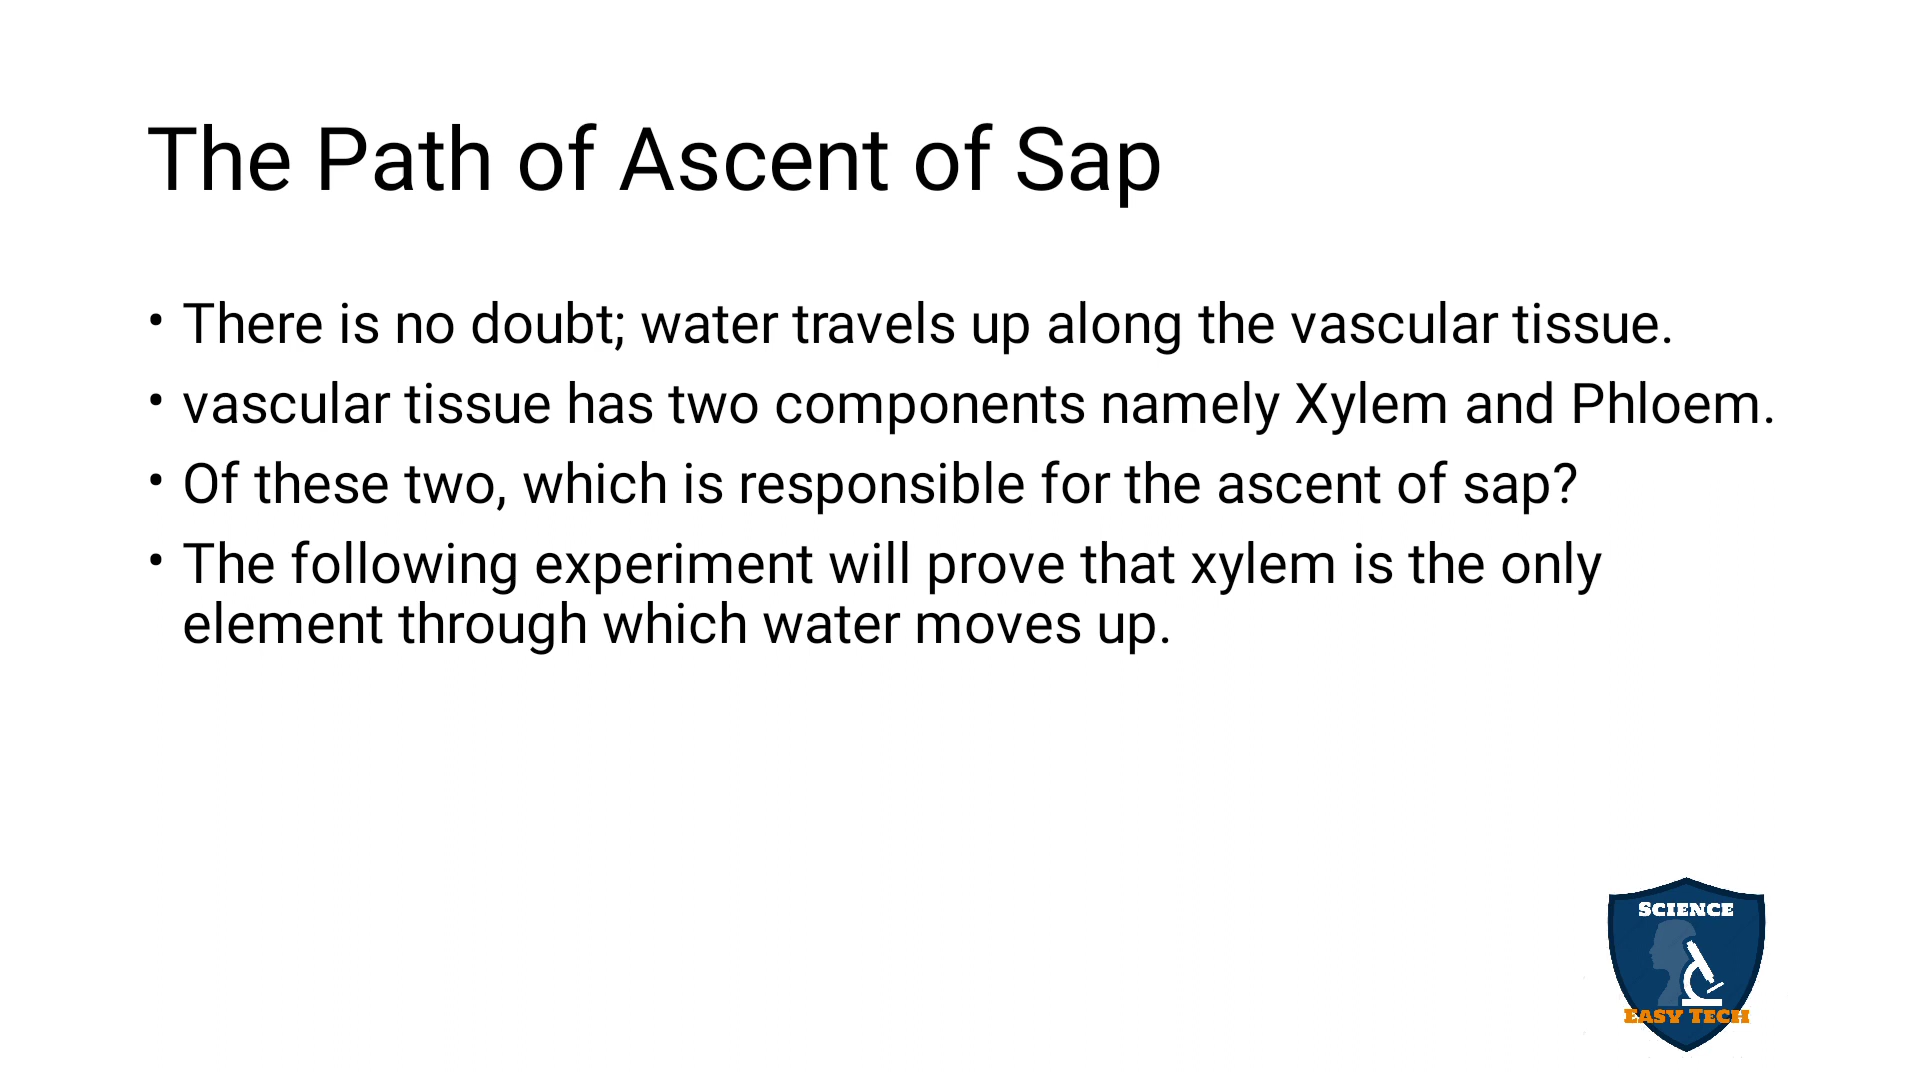 The Path of Ascent of Sap
• There is no doubt; water travels up along the vascular tissue.
• vascular tissue has two components namely Xylem and Phloem.
• Of these two, which is responsible for the ascent of sap?
• The following experiment will prove that xylem is the only
element through which water moves up.
SCIENCE
EASY TECH